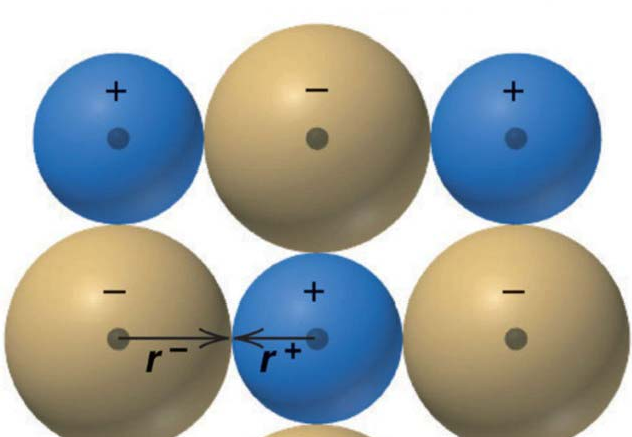 + − +
− + −
r− r+